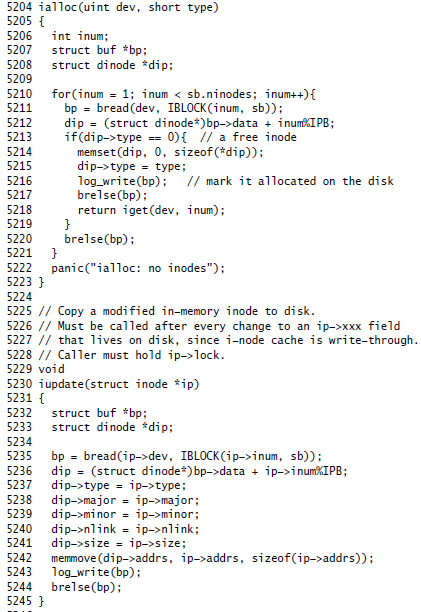 5204 ialloc(uint dev, short type)
5205 {
5206   int inum;
5207   struct buf *bp;
5208   struct dinode *dip;
5209
5210   for(inum = 1; inum < sb.ninodes; inum++){
5211     bp = bread(dev, IBLOCK(inum, sb));
5212     dip = (struct dinode*)bp->data + inum%IPB;
5213     if(dip->type == 0){  // a free inode
5214       memset(dip, 0, sizeof(*dip));
5215       dip->type = type;
5216       log_write(bp);   // mark it allocated on the disk
5217       brelse(bp);
5218       return iget(dev, inum);
5219     }
5220     brelse(bp);
5221   }
5222   panic("ialloc: no inodes");
5223 }
5224
5225 // Copy a modified in-memory inode to disk.
5226 // Must be called after every change to an ip->xxx field
5227 // that lives on disk, since i-node cache is write-through.
5228 // Caller must hold ip->lock.
5229 void
5230 iupdate(struct inode *ip)
5231 {
5232   struct buf *bp;
5233   struct dinode *dip;
5234
5235   bp = bread(ip->dev, IBLOCK(ip->inum, sb));
5236   dip = (struct dinode*)bp->data + ip->inum%IPB;
5237   dip->type = ip->type;
5238   dip->major = ip->major;
5239   dip->minor = ip->minor;
5240   dip->nlink = ip->nlink;
5241   dip->size = ip->size;
5242   memmove(dip->addrs, ip->addrs, sizeof(ip->addrs));
5243   log_write(bp);
5244   brelse(bp);
5245 }